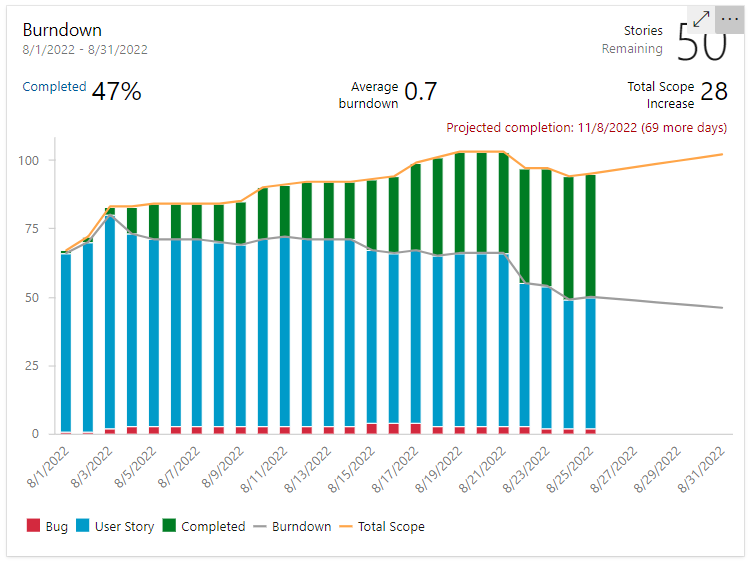 Burndown
8/1/2022 - 8/31/2022
Stories
Remaining
50
Completed 47%
Average
burndown 0.7
Total Scope
Increase 28
Projected completion: 11/8/2022 (69 more days)
100
75
50
25
0
8/1/2022 8/3/2022 8/5/2022 8/7/2022 8/9/2022 8/11/2022 8/13/2022 8/15/2022 8/17/2022 8/19/2022 8/21/2022 8/23/2022 8/25/2022 8/27/2022 8/29/2022 8/31/2022
Bug User Story Completed Burndown Total Scope